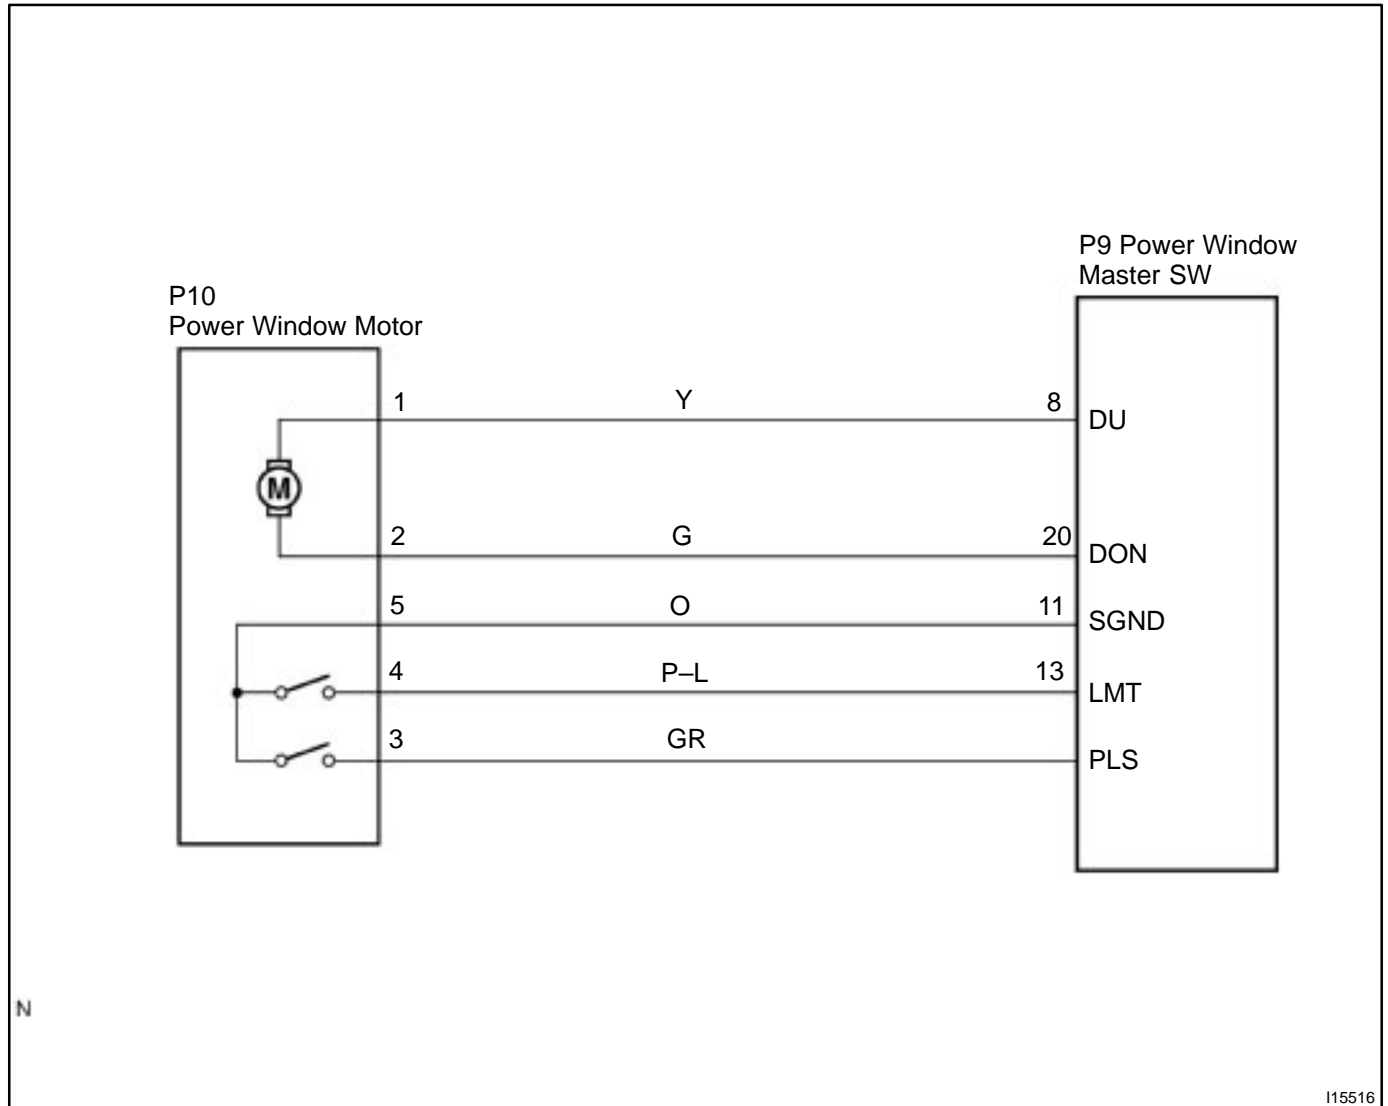 P9 Power Window
Master SW
P10
Power Window Motor
1 Y 8 DU
M
2 G 20 DON
5 O 11 SGND
4 P–L 13 LMT
3 GR PLS
N
I15516